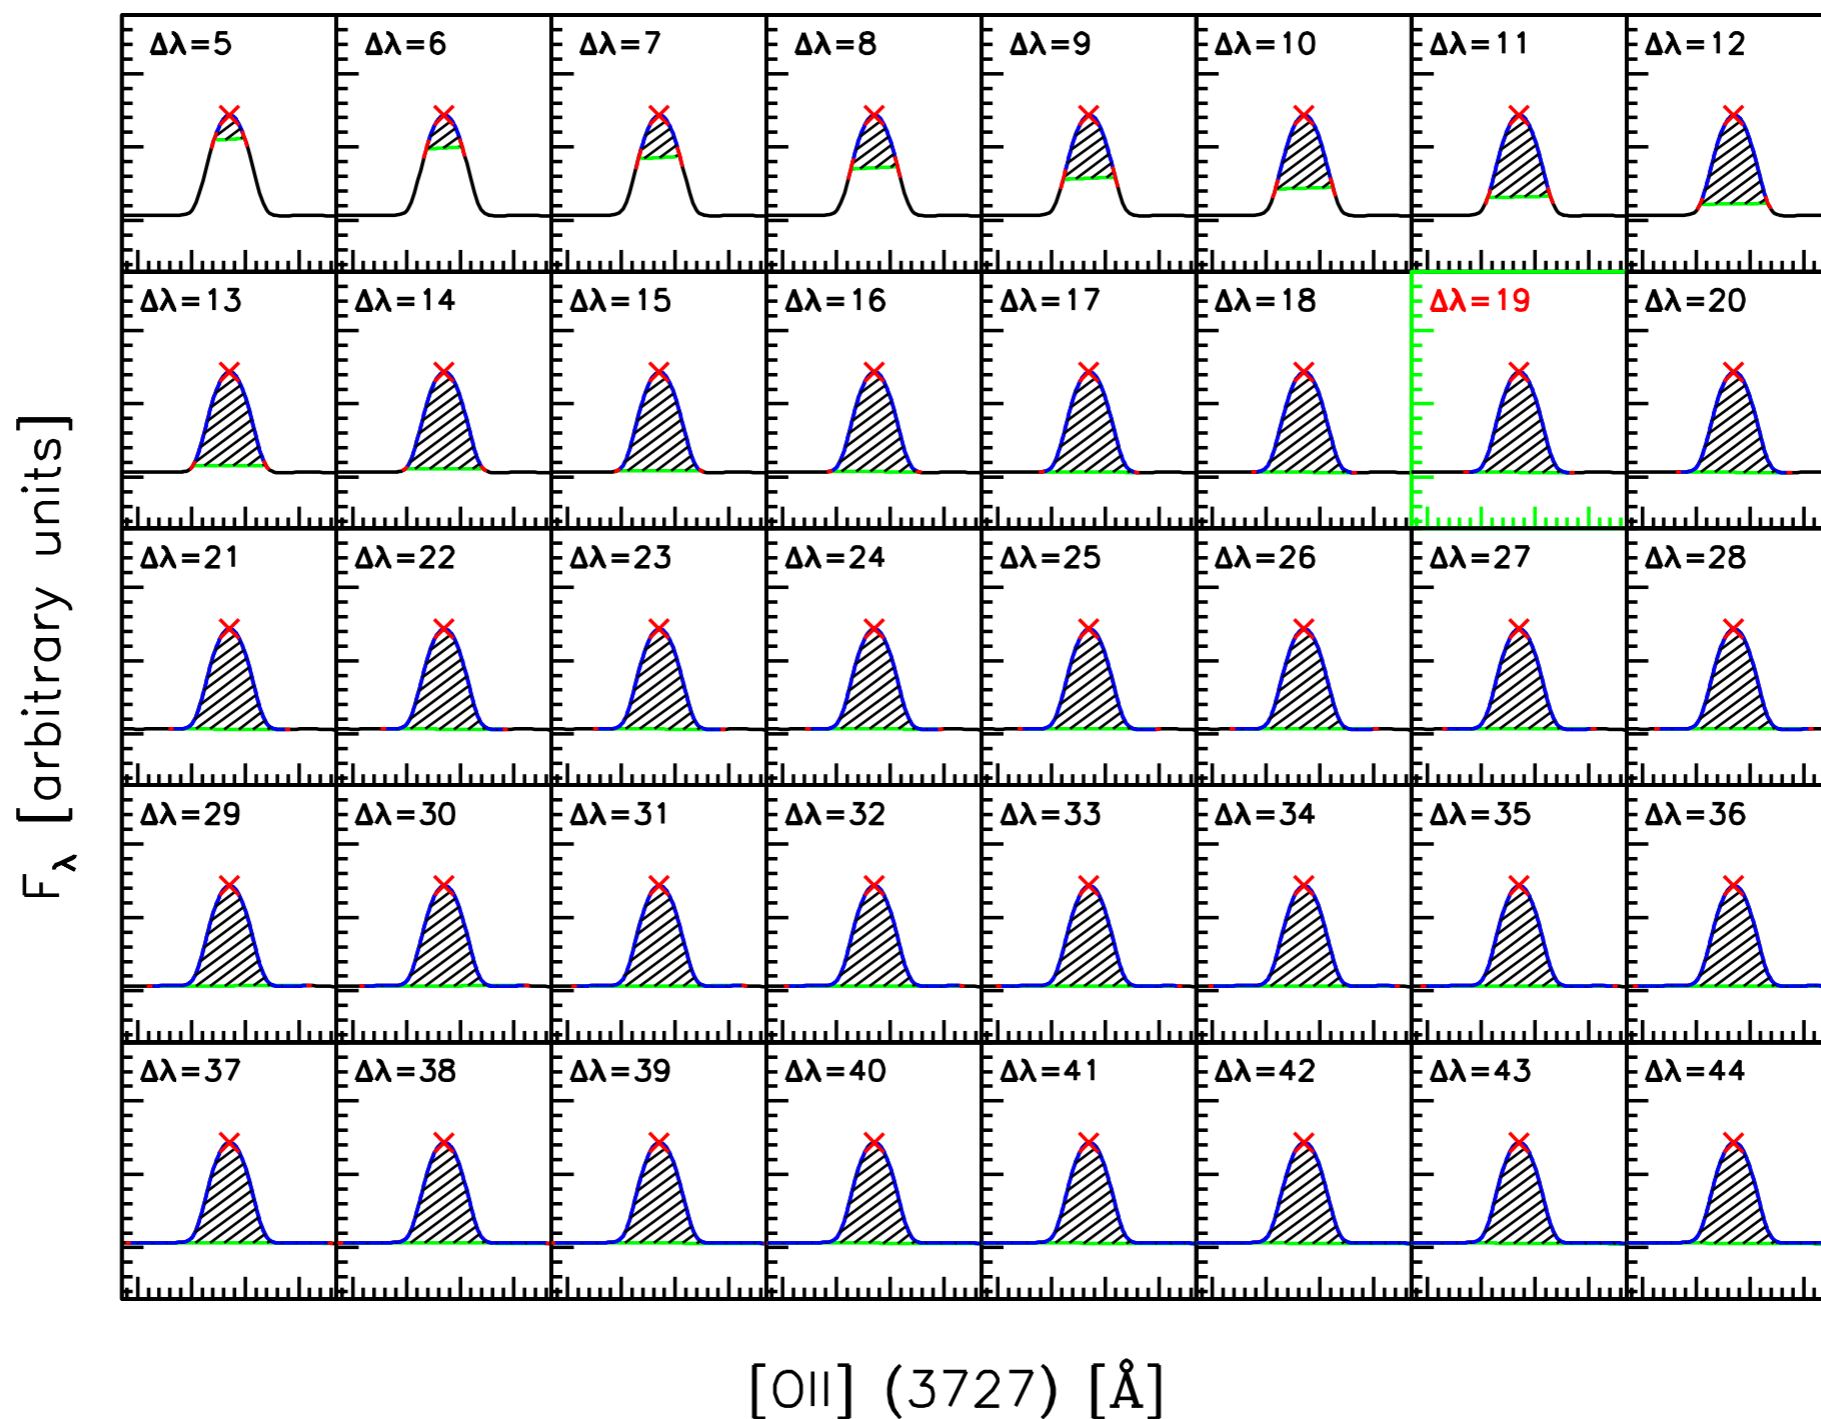 Δλ=5 Δλ=6 Δλ=7 Δλ=8 Δλ=9 Δλ=10 Δλ=11 Δλ=12
Δλ=13 Δλ=14 Δλ=15 Δλ=16 Δλ=17 Δλ=18 Δλ=19 Δλ=20
Δλ=21 Δλ=22 Δλ=23 Δλ=24 Δλ=25 Δλ=26 Δλ=27 Δλ=28
Δλ=29 Δλ=30 Δλ=31 Δλ=32 Δλ=33 Δλ=34 Δλ=35 Δλ=36
Δλ=37 Δλ=38 Δλ=39 Δλ=40 Δλ=41 Δλ=42 Δλ=43 Δλ=44
Fλ [arbitrary units]
[OII] (3727) [Å]